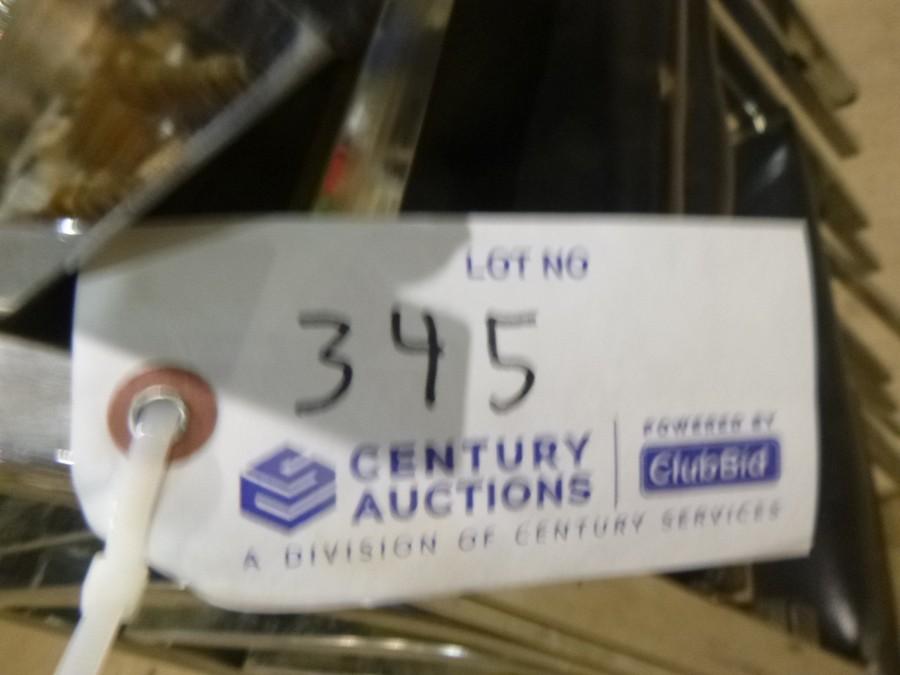 LOT NO
345
CENTURY AUCTIONS
POWERED BY
ClubBid
A DIVISION OF CENTURY SERVICES